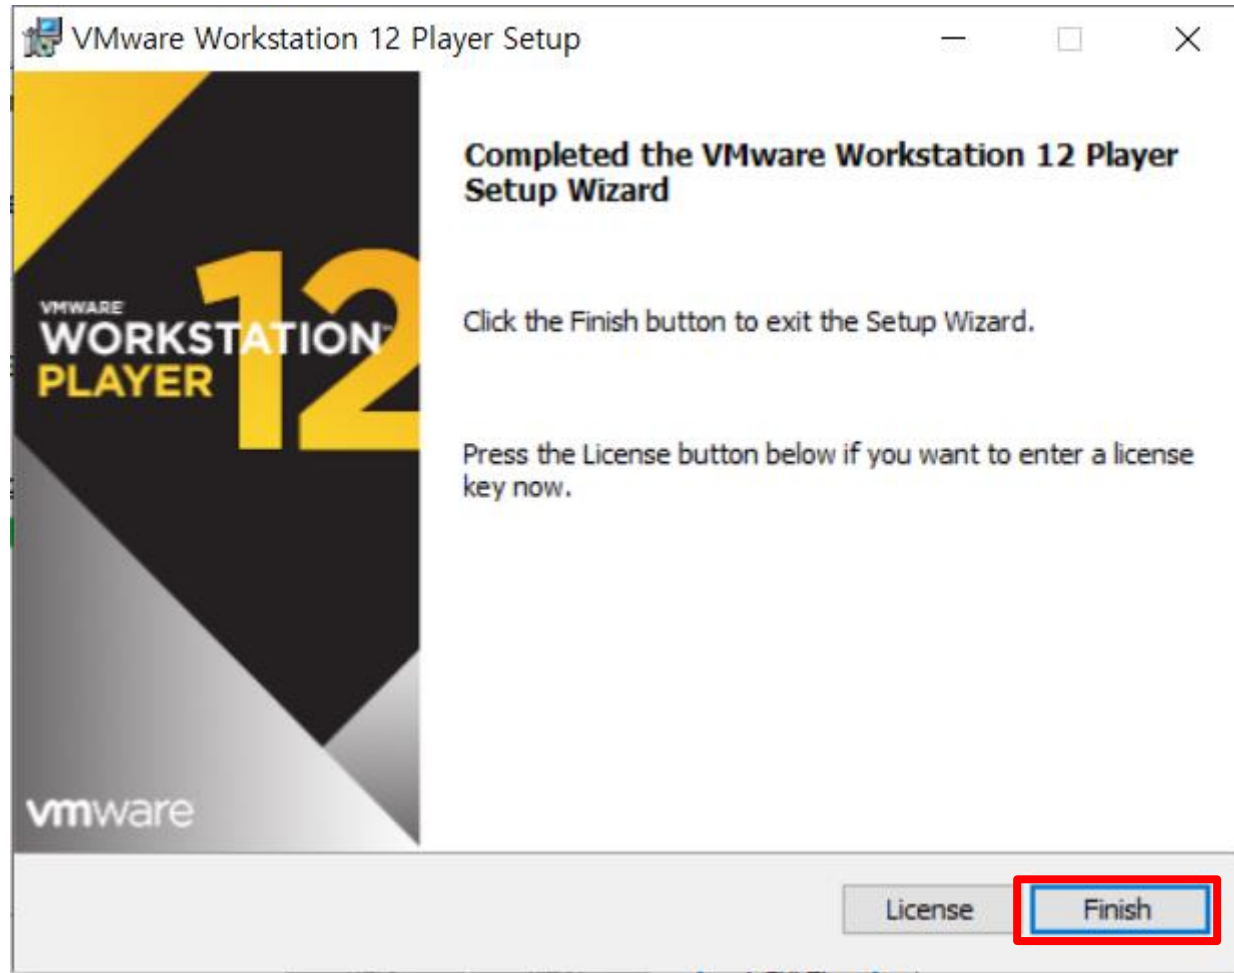 VMware Workstation 12 Player Setup
Completed the VMware Workstation 12 Player
Setup Wizard
12
VMWARE
WORKSTATION™
PLAYER
Click the Finish button to exit the Setup Wizard.
Press the License button below if you want to enter a license
key now.
vmware
License
Finish